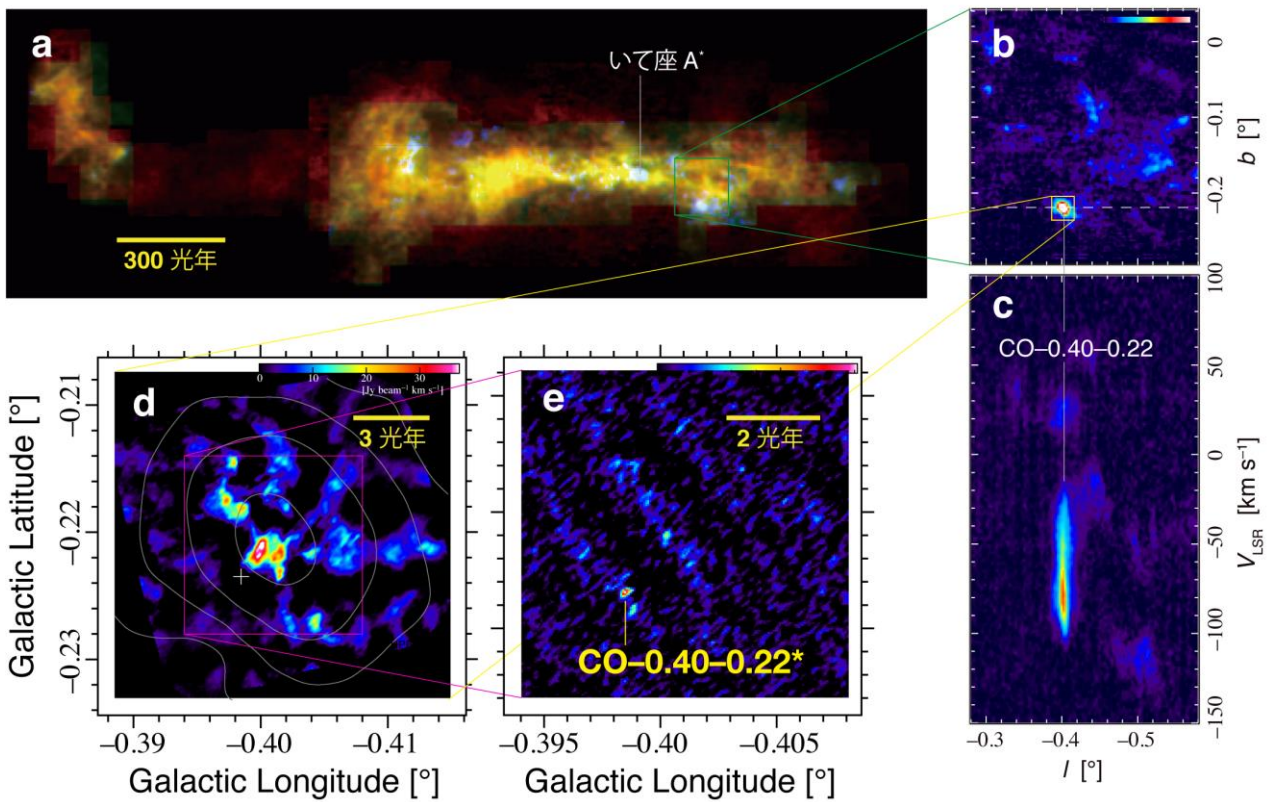 a
いて座 A*
300 光年
b
0
−0.1
−0.2
b [°]
c
CO−0.40−0.22
100
50
0
−50
−100
−150
V_LSR [km s⁻¹]
−0.3
−0.4
−0.5
l [°]
d
0
10
20
30
[Jy beam⁻¹ km s⁻¹]
3 光年
−0.21
−0.22
−0.23
Galactic Latitude [°]
−0.39
−0.40
−0.41
Galactic Longitude [°]
e
2 光年
CO−0.40−0.22*
−0.395
−0.400
−0.405
Galactic Longitude [°]